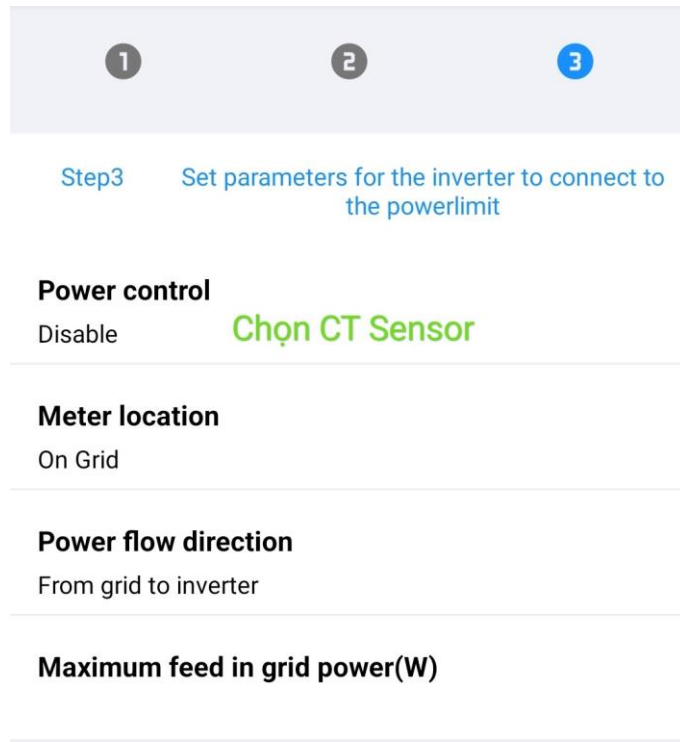 1 2 3
Step3 Set parameters for the inverter to connect to
the powerlimit
Power control
Disable Chọn CT Sensor
Meter location
On Grid
Power flow direction
From grid to inverter
Maximum feed in grid power(W)